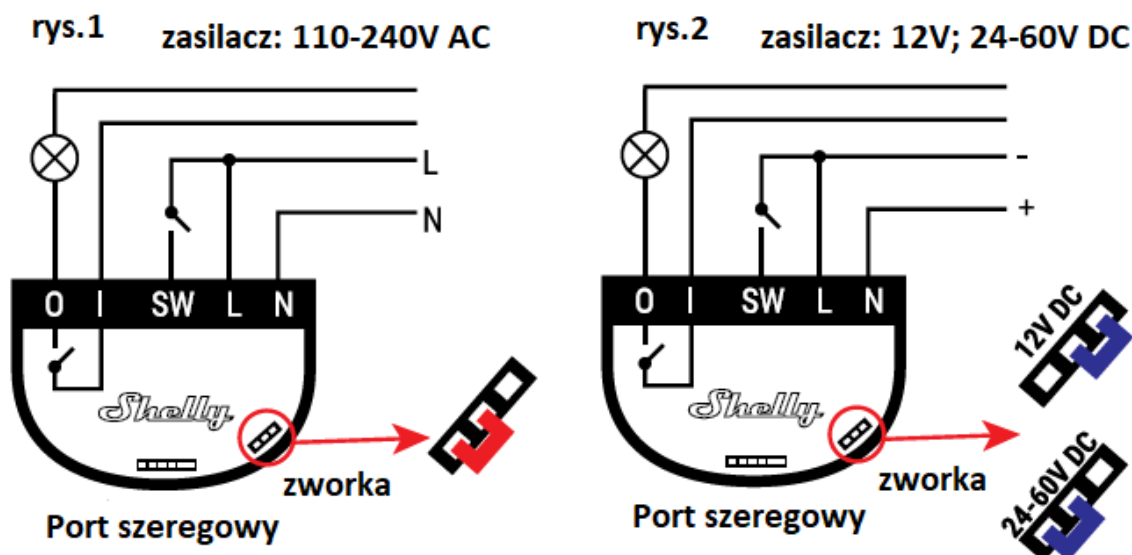 rys.1 zasilacz: 110-240V AC
L
N
O I SW L N
Shelly
zworka
Port szeregowy
rys.2 zasilacz: 12V; 24-60V DC
-
+
O I SW L N
Shelly
12V DC
24-60V DC
zworka
Port szeregowy